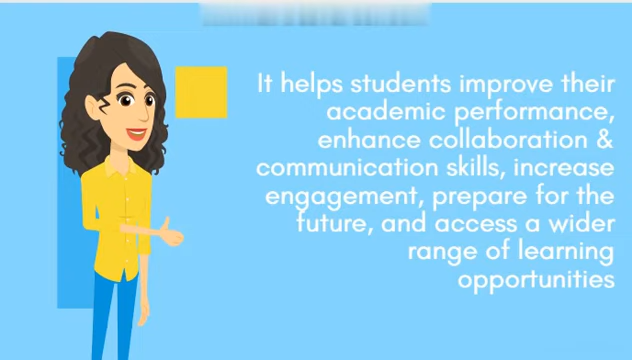 It helps students improve their
academic performance,
enhance collaboration &
communication skills, increase
engagement, prepare for the
future, and access a wider
range of learning
opportunities